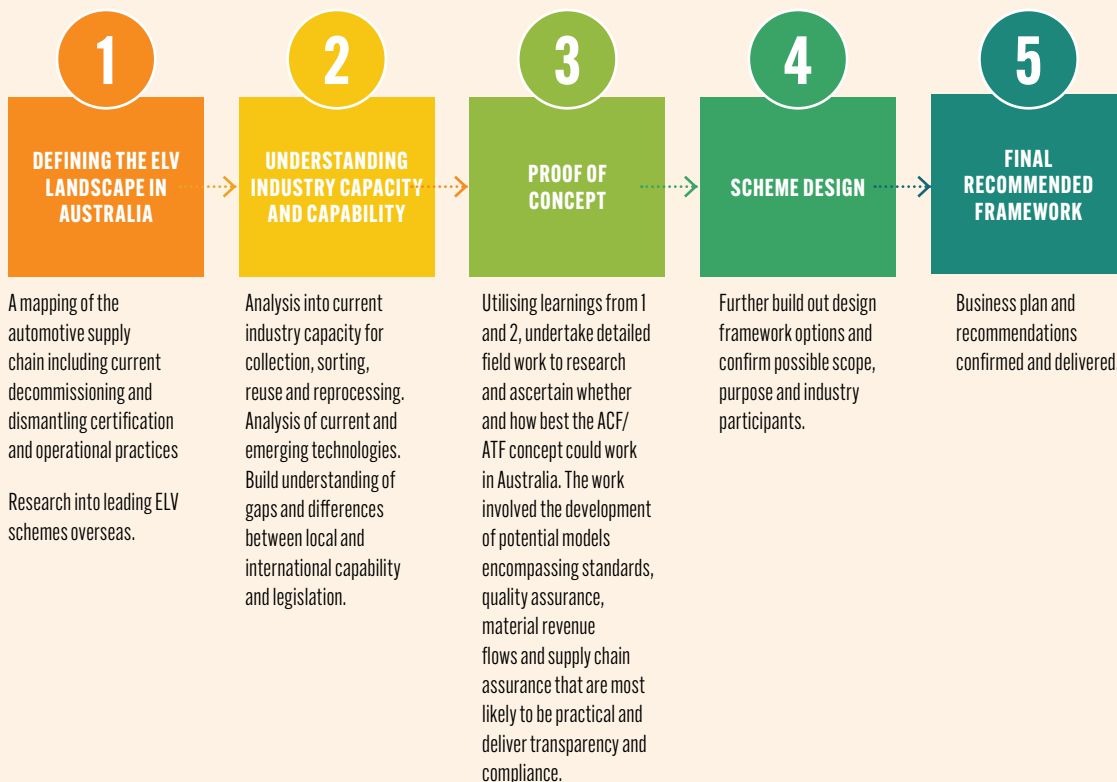 1
DEFINING THE ELV
LANDSCAPE IN
AUSTRALIA
A mapping of the
automotive supply
chain including current
decommissioning and
dismantling certification
and operational practices
Research into leading ELV
schemes overseas.
2
UNDERSTANDING
INDUSTRY CAPACITY
AND CAPABILITY
Analysis into current
industry capacity for
collection, sorting,
reuse and reprocessing.
Analysis of current and
emerging technologies.
Build understanding of
gaps and differences
between local and
international capability
and legislation.
3
PROOF OF
CONCEPT
Utilising learnings from 1
and 2, undertake detailed
field work to research
and ascertain whether
and how best the ACF/
ATF concept could work
in Australia. The work
involved the development
of potential models
encompassing standards,
quality assurance,
material revenue
flows and supply chain
assurance that are most
likely to be practical and
deliver transparency and
compliance.
4
SCHEME DESIGN
Further build out design
framework options and
confirm possible scope,
purpose and industry
participants.
5
FINAL
RECOMMENDED
FRAMEWORK
Business plan and
recommendations
confirmed and delivered.